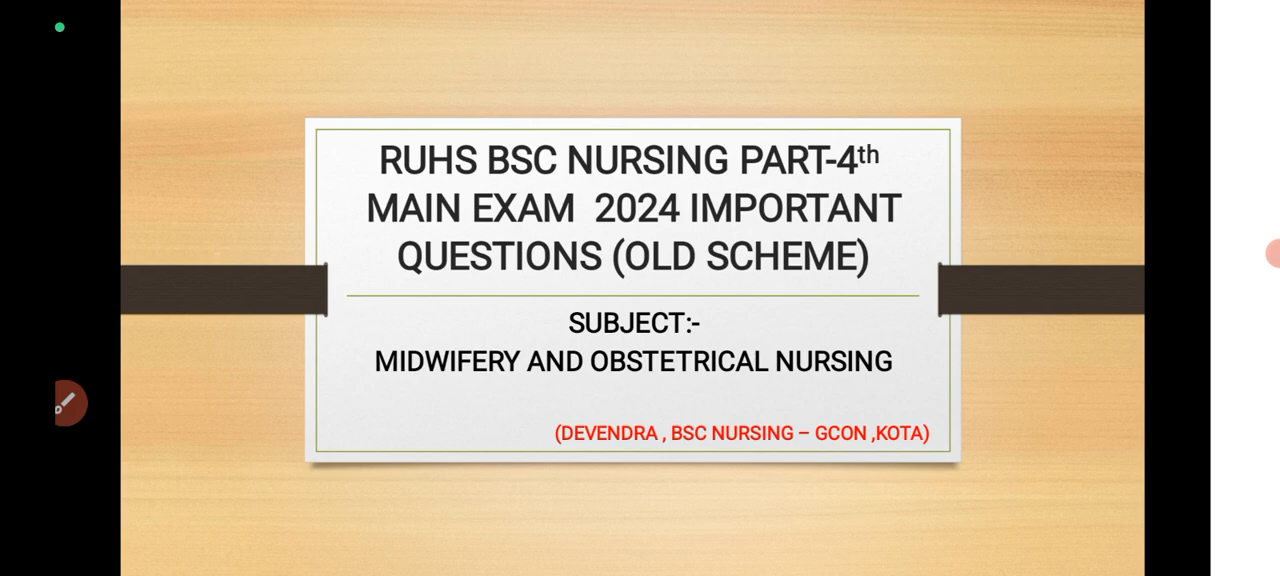 RUHS BSC NURSING PART-4th
MAIN EXAM 2024 IMPORTANT
QUESTIONS (OLD SCHEME)
SUBJECT:-
MIDWIFERY AND OBSTETRICAL NURSING
(DEVENDRA , BSC NURSING – GCON ,KOTA)